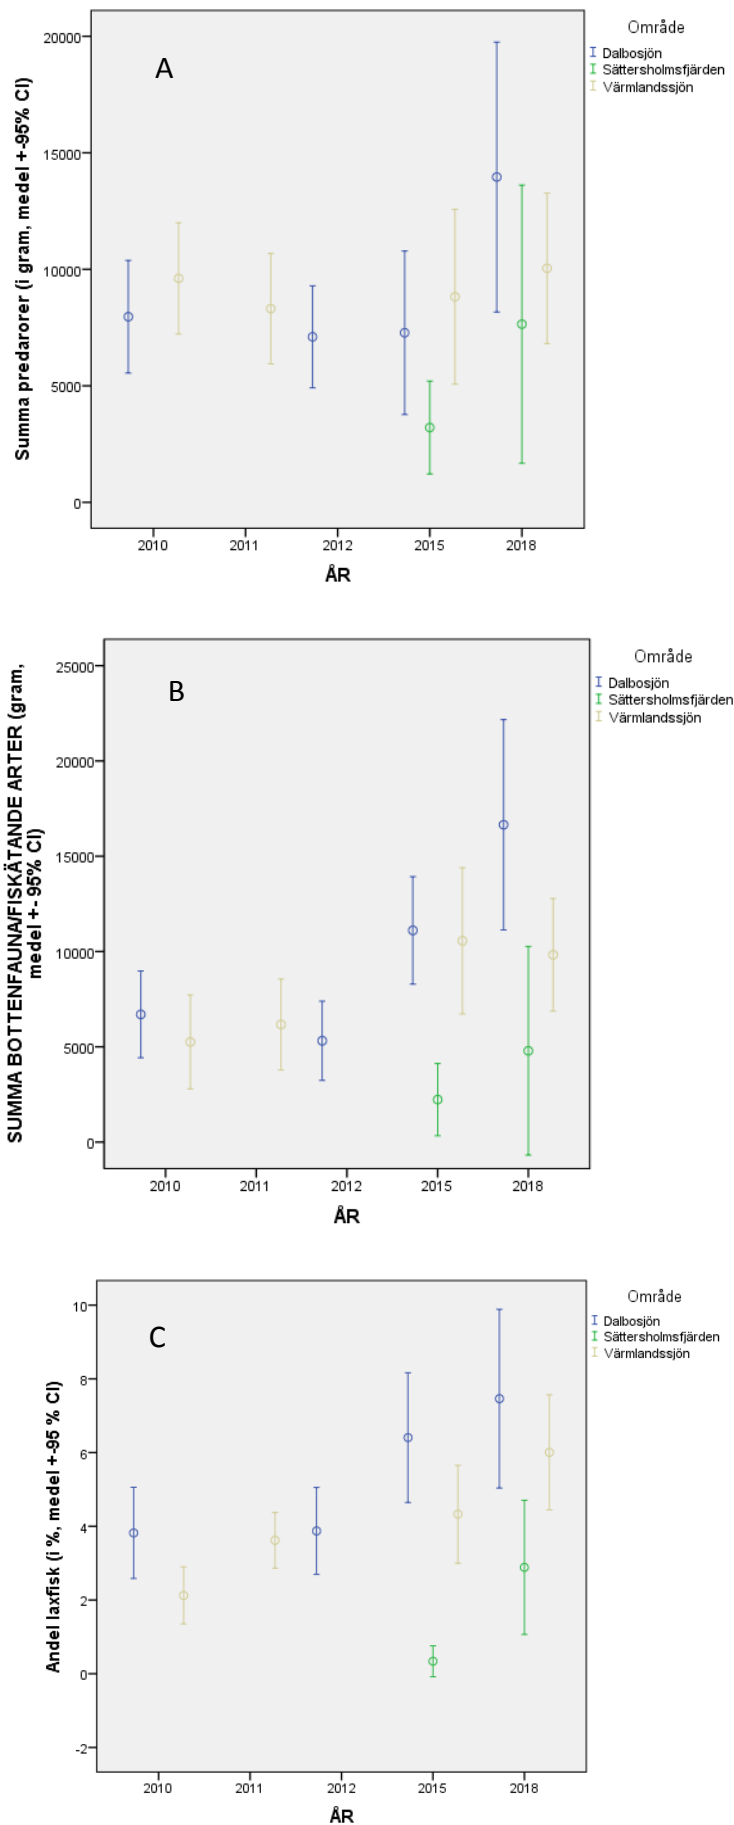 A
Område
Dalbosjön
Sättersholmsfjärden
Värmlandssjön
Summa predarorer (i gram, medel +-95% CI)
20000
15000
10000
5000
0
2010 2011 2012 2015 2018
ÅR
B
Område
Dalbosjön
Sättersholmsfjärden
Värmlandssjön
SUMMA BOTTENFAUNA/FISKÄTANDE ARTER (gram,
medel +- 95% CI)
25000
20000
15000
10000
5000
0
2010 2011 2012 2015 2018
ÅR
C
Område
Dalbosjön
Sättersholmsfjärden
Värmlandssjön
Andel laxfisk (i %, medel +-95 % CI)
10
8
6
4
2
0
-2
2010 2011 2012 2015 2018
ÅR